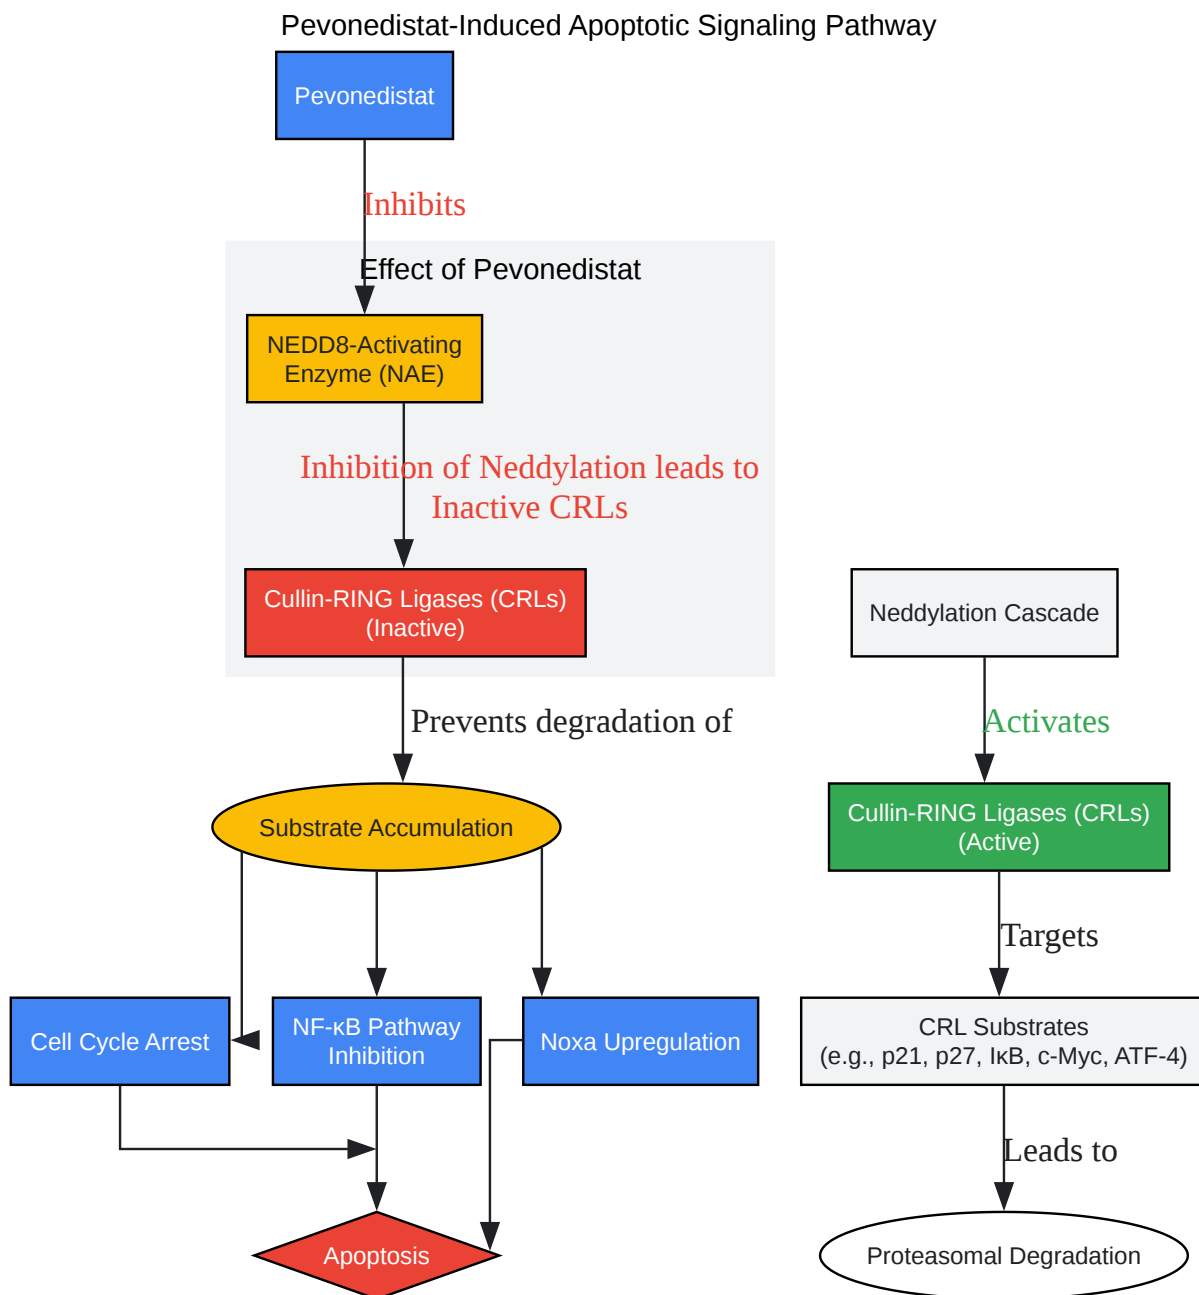 Pevonedistat-Induced Apoptotic Signaling Pathway
Pevonedistat
Inhibits
Effect of Pevonedistat
NEDD8-Activating
Enzyme (NAE)
Inhibition of Neddylation leads to
Inactive CRLs
Cullin-RING Ligases (CRLs)
(Inactive)
Prevents degradation of
Substrate Accumulation
Cell Cycle Arrest
NF-κB Pathway
Inhibition
Noxa Upregulation
Apoptosis
Neddylation Cascade
Activates
Cullin-RING Ligases (CRLs)
(Active)
Targets
CRL Substrates
(e.g., p21, p27, IκB, c-Myc, ATF-4)
Leads to
Proteasomal Degradation